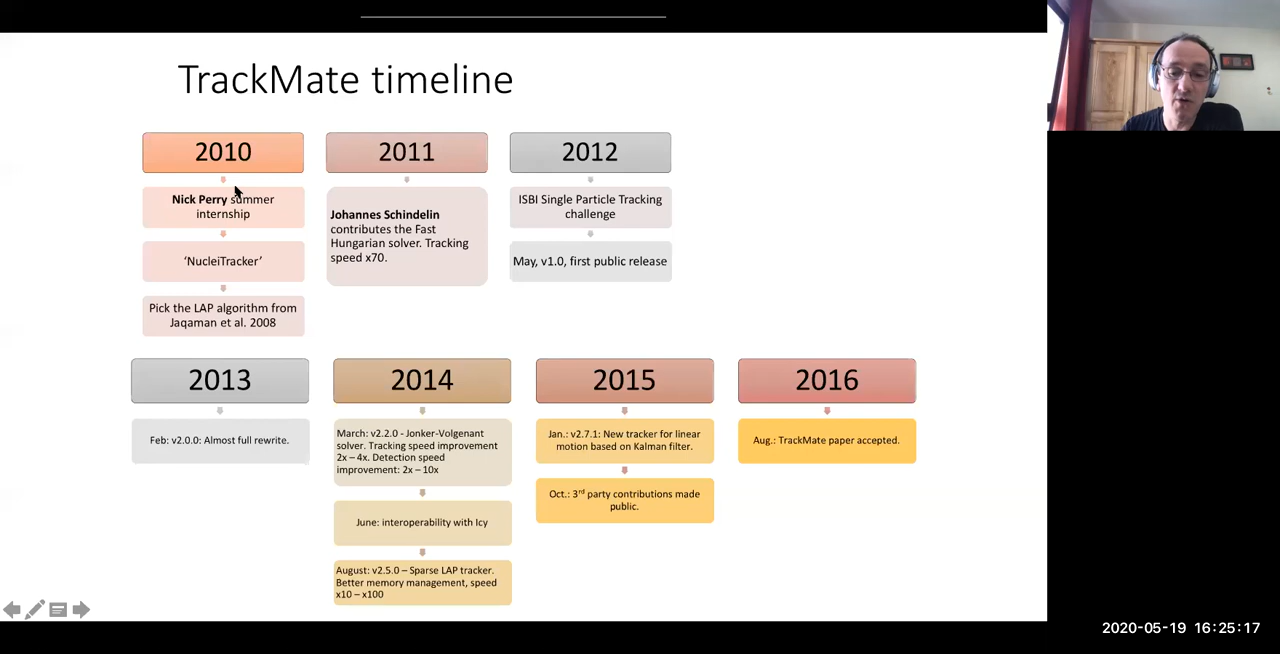 TrackMate timeline
2010
Nick Perry summer
internship
‘NucleiTracker’
Pick the LAP algorithm from
Jaqaman et al. 2008
2011
Johannes Schindelin
contributes the Fast
Hungarian solver. Tracking
speed x70.
2012
ISBI Single Particle Tracking
challenge
May, v1.0, first public release
2013
Feb: v2.0.0: Almost full rewrite.
2014
March: v2.2.0 - Jonker-Volgenant
solver. Tracking speed improvement
2x – 4x. Detection speed
improvement: 2x – 10x
June: interoperability with Icy
August: v2.5.0 – Sparse LAP tracker.
Better memory management, speed
x10 – x100
2015
Jan.: v2.7.1: New tracker for linear
motion based on Kalman filter.
Oct.: 3rd party contributions made
public.
2016
Aug.: TrackMate paper accepted.
2020-05-19 16:25:17